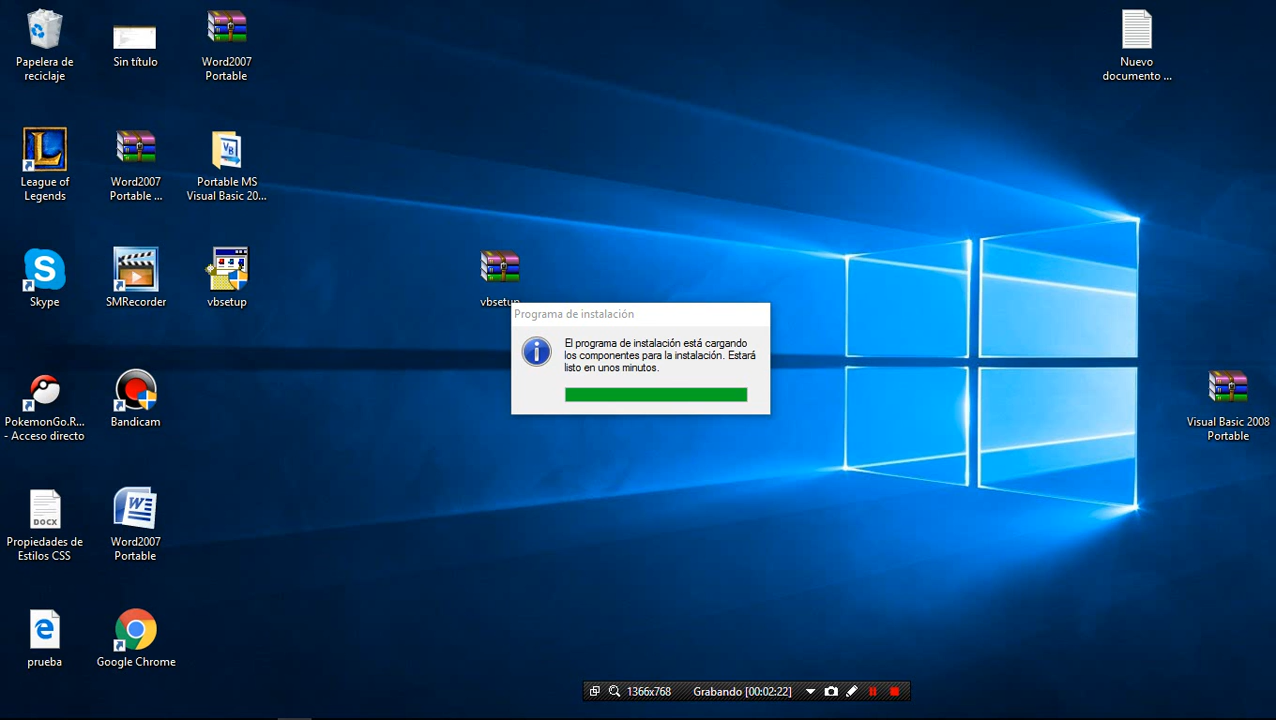 Papelera de
reciclaje
Sin título
Word2007
Portable
Nuevo
documento ...
League of
Legends
Word2007
Portable ...
Portable MS
Visual Basic 20...
Skype
SMRecorder
vbsetup
vbsetup
Programa de instalación
El programa de instalación está cargando
los componentes para la instalación. Estará
listo en unos minutos.
PokemonGo.R...
- Acceso directo
Bandicam
Visual Basic 2008
Portable
DOCX
Propiedades de
Estilos CSS
Word2007
Portable
prueba
Google Chrome
1366x768
Grabando [00:02:22]